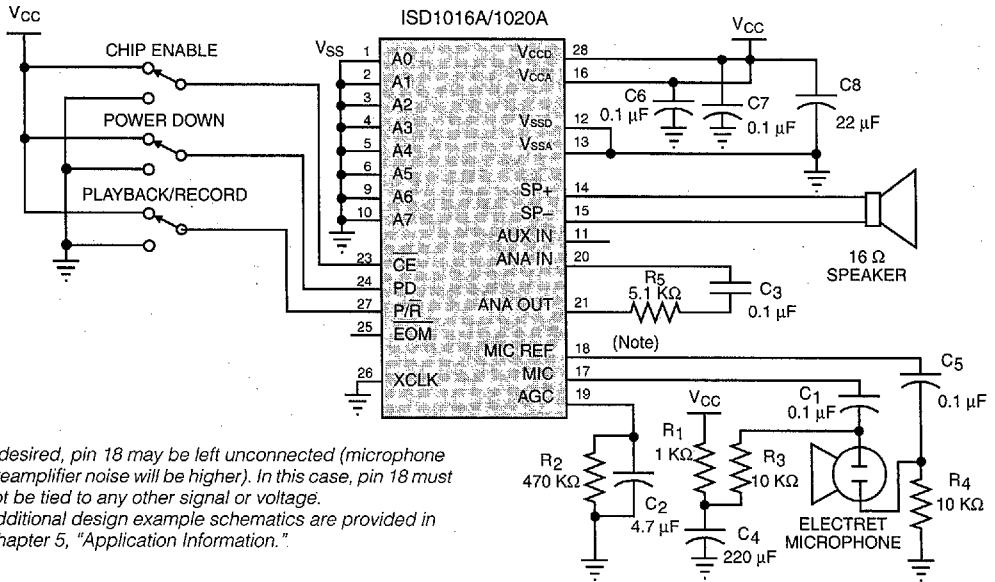 ISD1016A/1020A
VCC
CHIP ENABLE
POWER DOWN
PLAYBACK/RECORD
VSS
1 A0
2 A1
3 A2
4 A3
5 A4
6 A5
9 A6
10 A7
23 CE
24 PD
27 P/R
25 EOM
26 XCLK
VCCD 28
VCCA 16
VSSD 12
VSSA 13
SP+ 14
SP– 15
AUX IN 11
ANA IN 20
ANA OUT 21
MIC REF 18
MIC 17
AGC 19
VCC
C6
0.1 µF
C7
0.1 µF
C8
22 µF
16 Ω
SPEAKER
R5
5.1 KΩ
C3
0.1 µF
(Note)
C5
0.1 µF
C1
0.1 µF
VCC
R1
1 KΩ
R3
10 KΩ
R2
470 KΩ
C2
4.7 µF
C4
220 µF
ELECTRET
MICROPHONE
R4
10 KΩ
desired, pin 18 may be left unconnected (microphone
reamplifier noise will be higher). In this case, pin 18 must
ot be tied to any other signal or voltage.
dditional design example schematics are provided in
hapter 5, "Application Information."